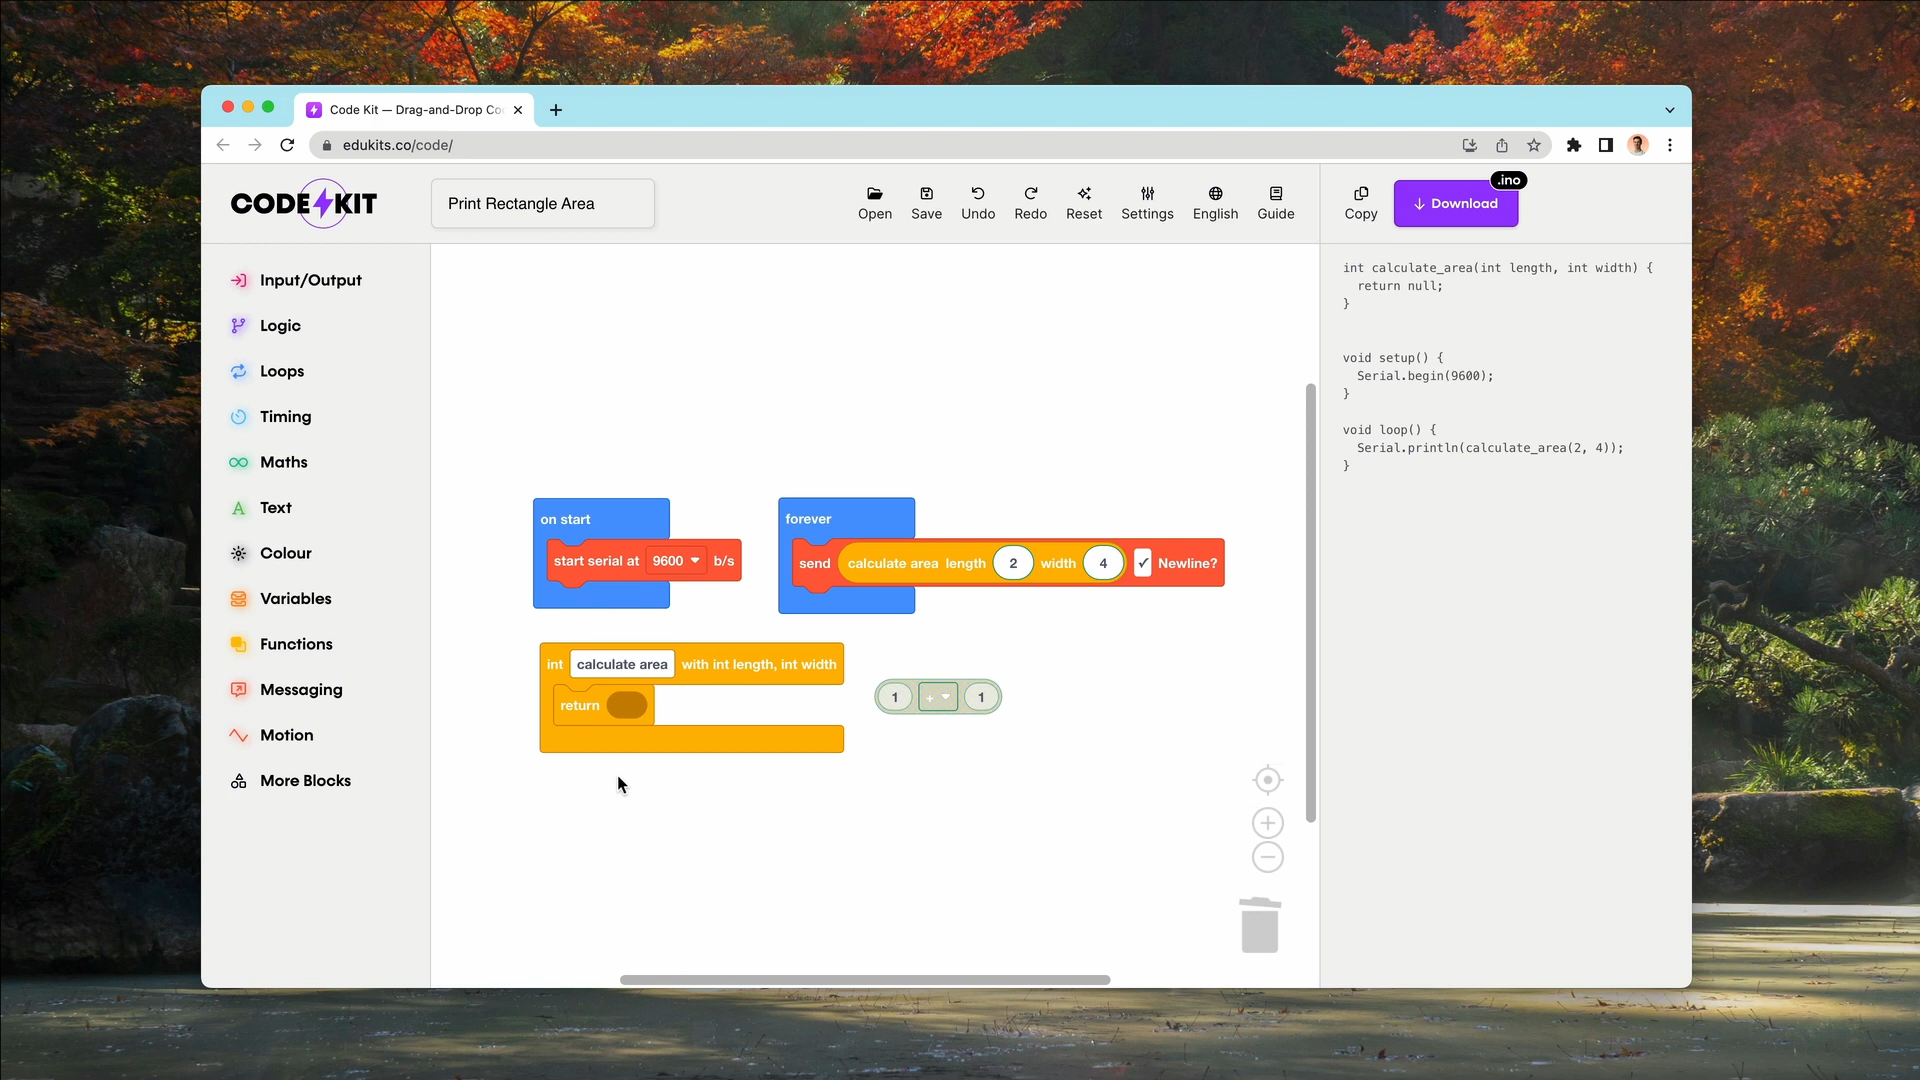 Code Kit — Drag-and-Drop Co
edukits.co/code/
CODE KIT
Print Rectangle Area
Open
Save
Undo
Redo
Reset
Settings
English
Guide
Copy
Download
.ino
Input/Output
Logic
Loops
Timing
Maths
Text
Colour
Variables
Functions
Messaging
Motion
More Blocks
on start
start serial at 9600 b/s
forever
send calculate area length 2 width 4 ✓ Newline?
int calculate area with int length, int width
return
1 + 1
int calculate_area(int length, int width) {
return null;
}
void setup() {
Serial.begin(9600);
}
void loop() {
Serial.println(calculate_area(2, 4));
}